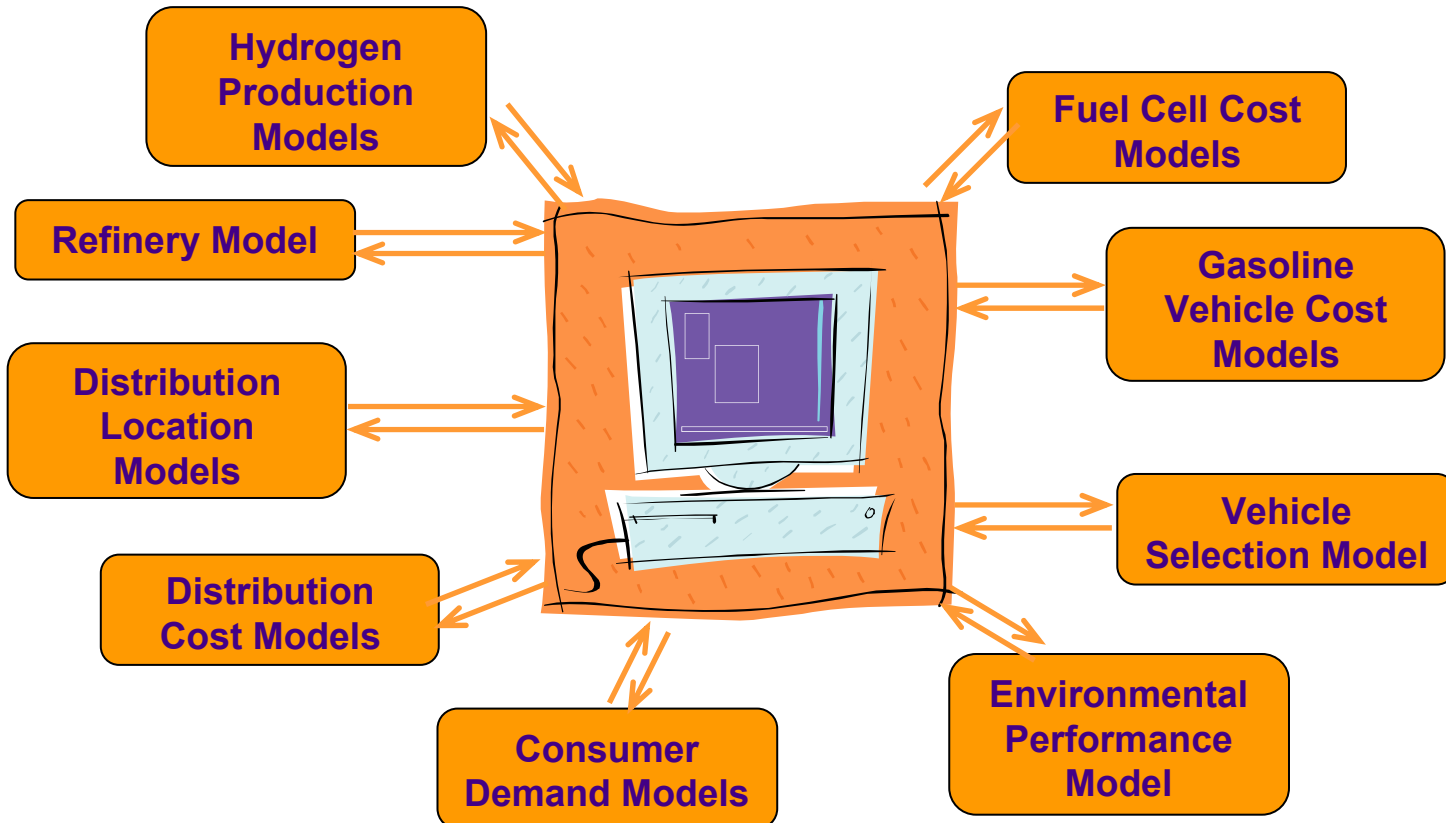 Hydrogen
Production
Models
Fuel Cell Cost
Models
Refinery Model
Gasoline
Vehicle Cost
Models
Distribution
Location
Models
Vehicle
Selection Model
Distribution
Cost Models
Environmental
Performance
Model
Consumer
Demand Models